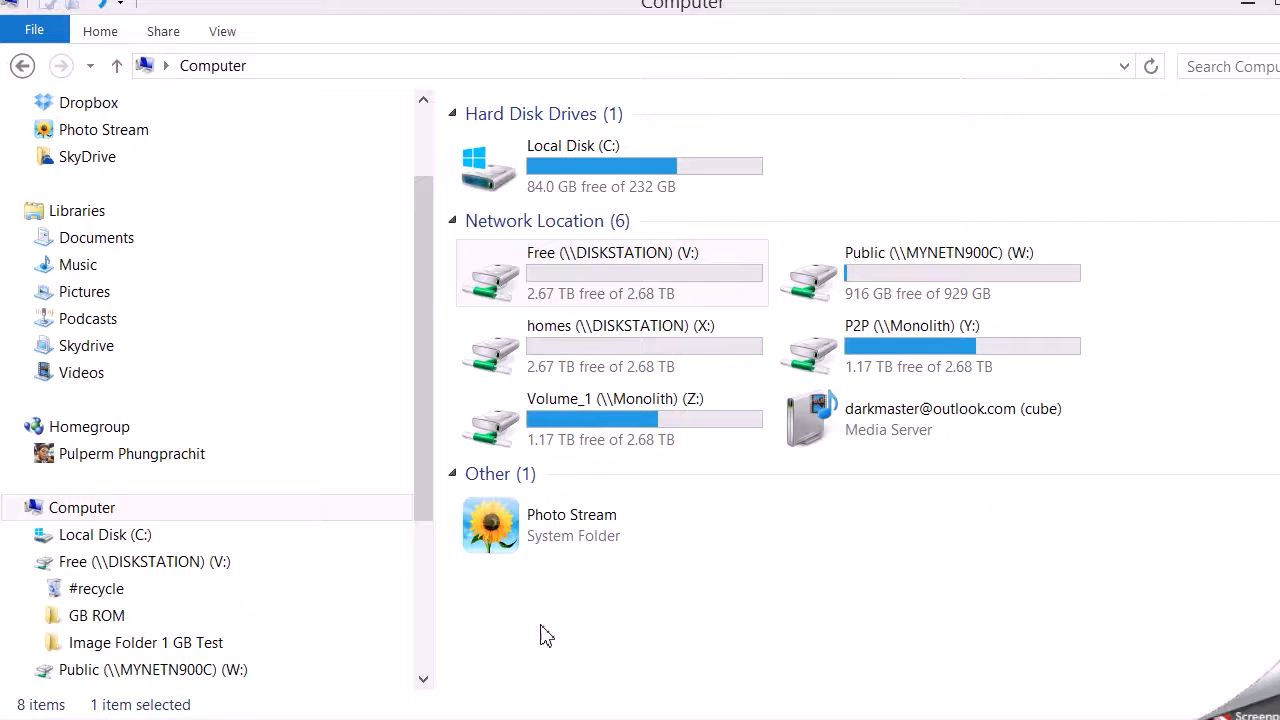 Computer
File Home Share View
Computer Search Compu
Dropbox
Photo Stream
SkyDrive
Libraries
Documents
Music
Pictures
Podcasts
Skydrive
Videos
Homegroup
Pulperm Phungprachit
Computer
Local Disk (C:)
Free (\\DISKSTATION) (V:)
#recycle
GB ROM
Image Folder 1 GB Test
Public (\\MYNETN900C) (W:)
Hard Disk Drives (1)
Local Disk (C:)
84.0 GB free of 232 GB
Network Location (6)
Free (\\DISKSTATION) (V:)
2.67 TB free of 2.68 TB
Public (\\MYNETN900C) (W:)
916 GB free of 929 GB
homes (\\DISKSTATION) (X:)
2.67 TB free of 2.68 TB
P2P (\\Monolith) (Y:)
1.17 TB free of 2.68 TB
Volume_1 (\\Monolith) (Z:)
1.17 TB free of 2.68 TB
darkmaster@outlook.com (cube)
Media Server
Other (1)
Photo Stream
System Folder
8 items 1 item selected